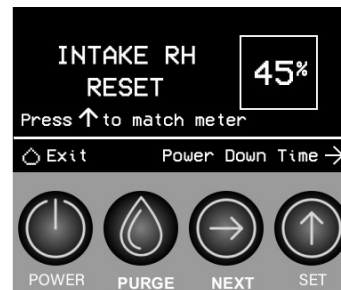 INTAKE RH
RESET
45%
Press ↑ to match meter
Exit
Power Down Time →
POWER
PURGE
NEXT
SET